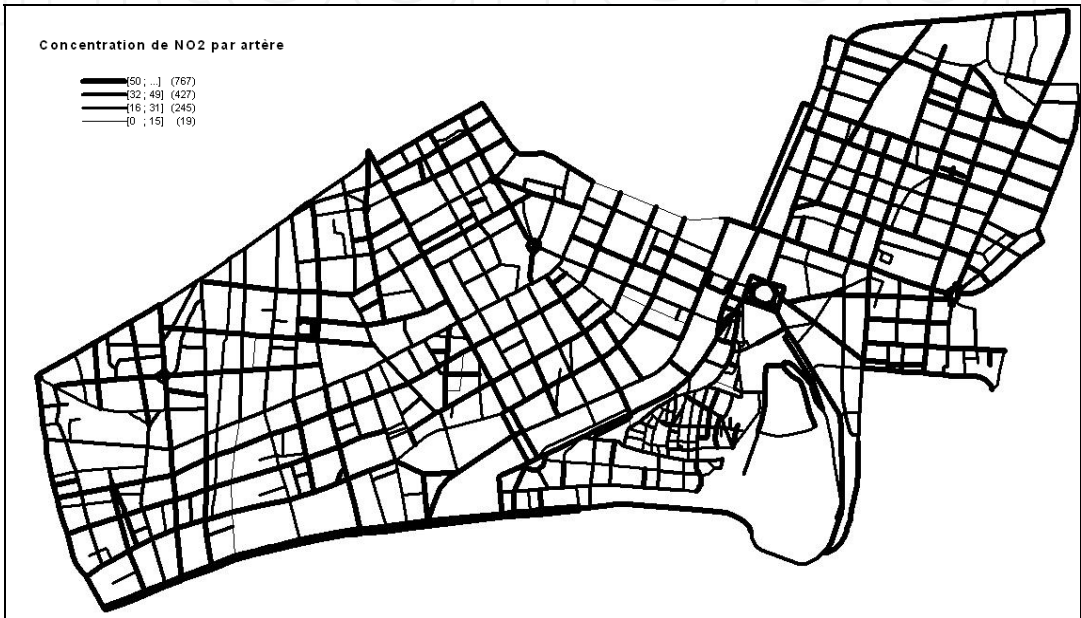 Concentration de NO2 par artère
[50 ; ...] (767)
[32 ; 49] (427)
[16 ; 31] (245)
[0 ; 15] (19)